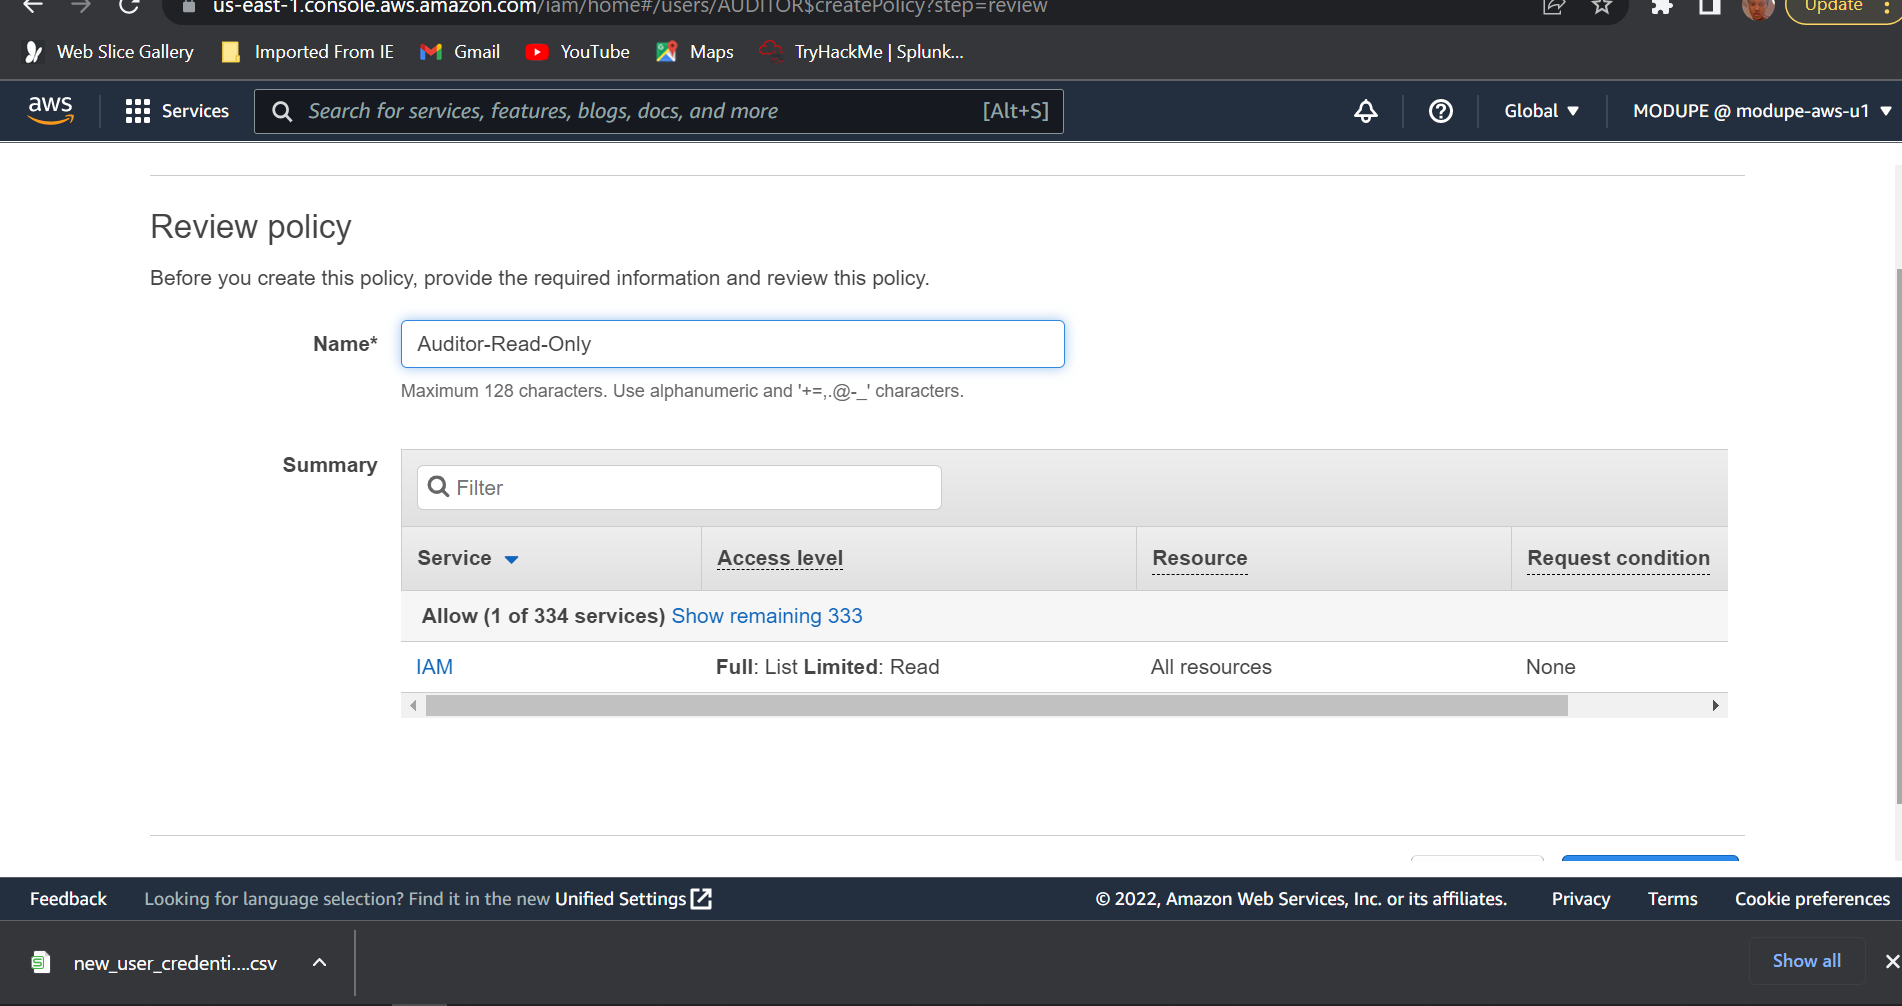 us-east-1.console.aws.amazon.com/iam/home#/users/AUDITOR$createPolicy?step=review
Update
Web Slice Gallery
Imported From IE
Gmail
YouTube
Maps
TryHackMe | Splunk...
aws
Services
Search for services, features, blogs, docs, and more
[Alt+S]
Global
MODUPE @ modupe-aws-u1
Review policy
Before you create this policy, provide the required information and review this policy.
Name*
Auditor-Read-Only
Maximum 128 characters. Use alphanumeric and '+=,.@-_' characters.
Summary
Filter
Service
Access level
Resource
Request condition
Allow (1 of 334 services) Show remaining 333
IAM
Full: List Limited: Read
All resources
None
Feedback
Looking for language selection? Find it in the new Unified Settings
© 2022, Amazon Web Services, Inc. or its affiliates.
Privacy
Terms
Cookie preferences
new_user_credenti....csv
Show all